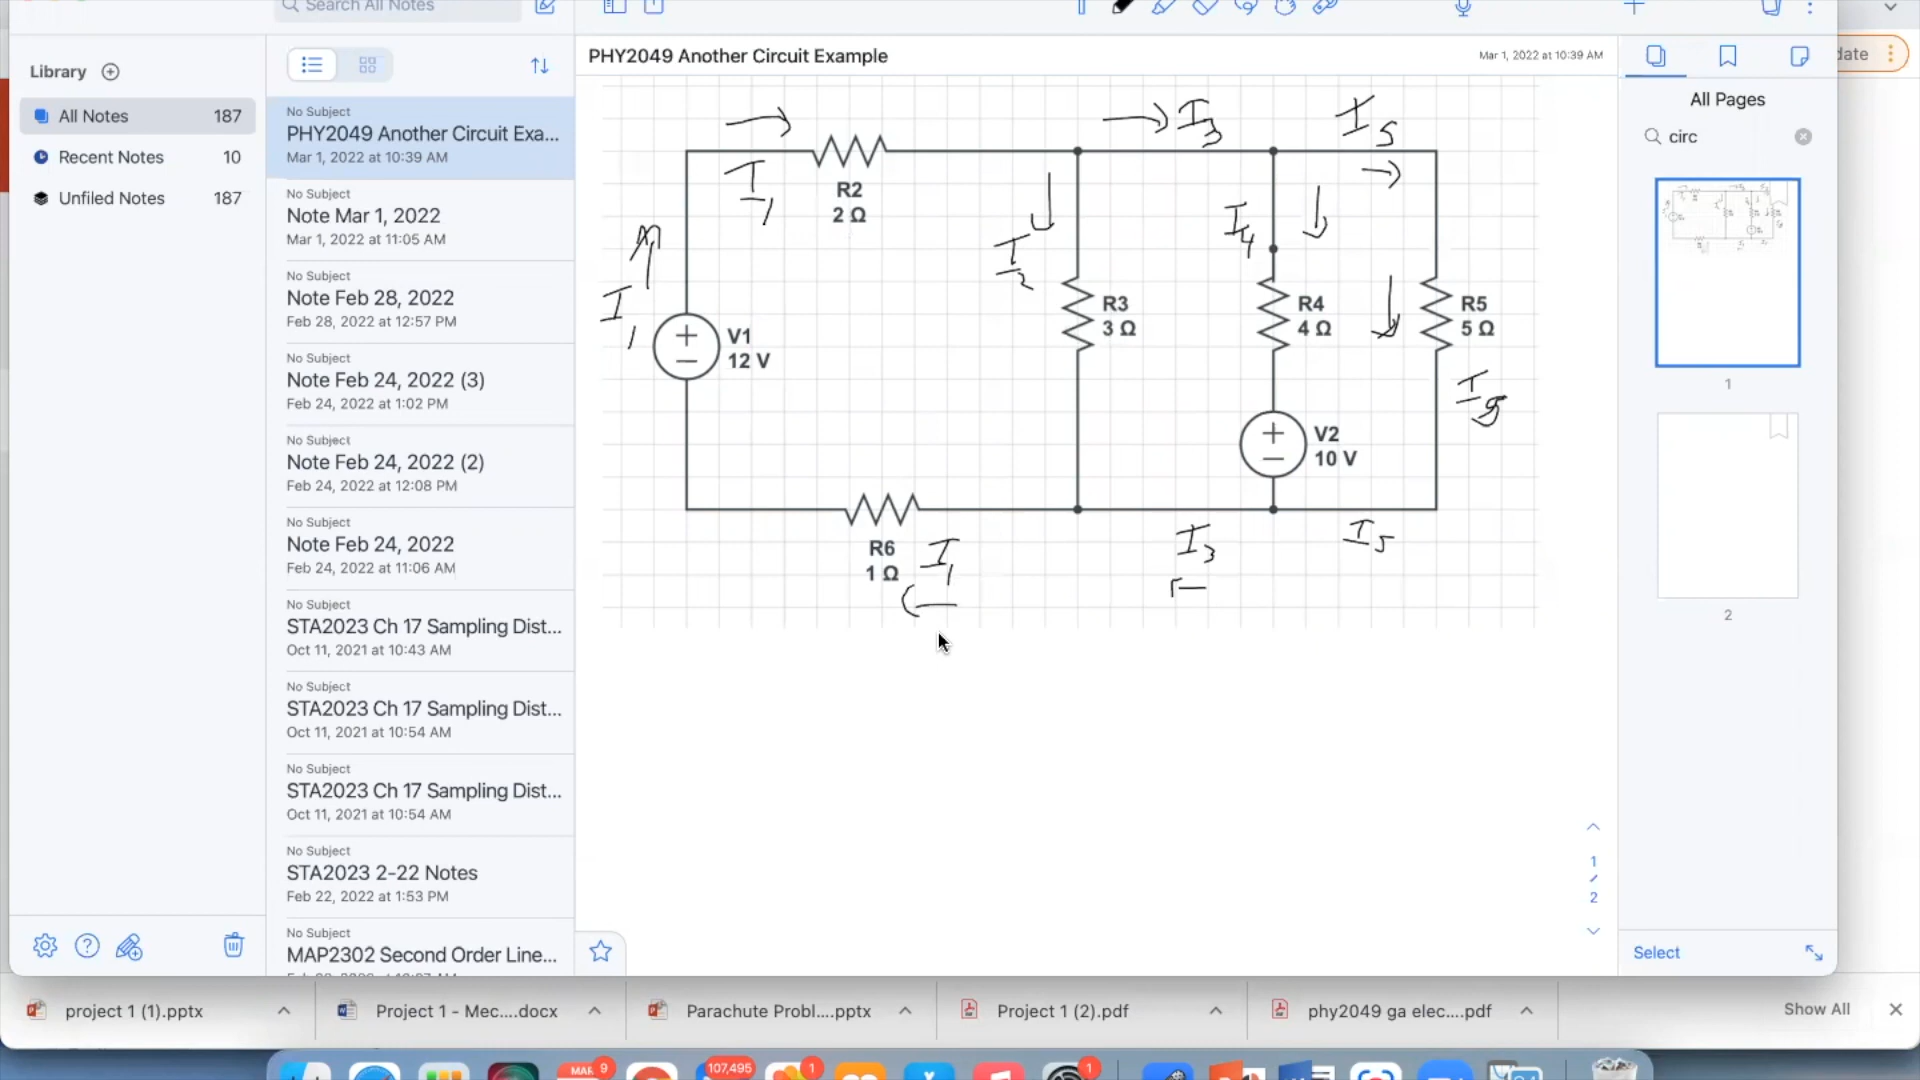 Search All Notes
Library
All Notes 187
Recent Notes 10
Unfiled Notes 187
No Subject
PHY2049 Another Circuit Exa...
Mar 1, 2022 at 10:39 AM
No Subject
Note Mar 1, 2022
Mar 1, 2022 at 11:05 AM
No Subject
Note Feb 28, 2022
Feb 28, 2022 at 12:57 PM
No Subject
Note Feb 24, 2022 (3)
Feb 24, 2022 at 1:02 PM
No Subject
Note Feb 24, 2022 (2)
Feb 24, 2022 at 12:08 PM
No Subject
Note Feb 24, 2022
Feb 24, 2022 at 11:06 AM
No Subject
STA2023 Ch 17 Sampling Dist...
Oct 11, 2021 at 10:43 AM
No Subject
STA2023 Ch 17 Sampling Dist...
Oct 11, 2021 at 10:54 AM
No Subject
STA2023 Ch 17 Sampling Dist...
Oct 11, 2021 at 10:54 AM
No Subject
STA2023 2-22 Notes
Feb 22, 2022 at 1:53 PM
No Subject
MAP2302 Second Order Line...
PHY2049 Another Circuit Example
Mar 1, 2022 at 10:39 AM
I3
I5
I1
R2
2 Ω
I4
I2
I1
R3
3 Ω
R4
4 Ω
R5
5 Ω
V1
12 V
I5
V2
10 V
I3
I5
R6
1 Ω
I1
1
2
date
All Pages
circ
1
2
Select
project 1 (1).pptx
Project 1 - Mec....docx
Parachute Probl....pptx
Project 1 (2).pdf
phy2049 ga elec....pdf
Show All
MAR
9
107,495
1
1